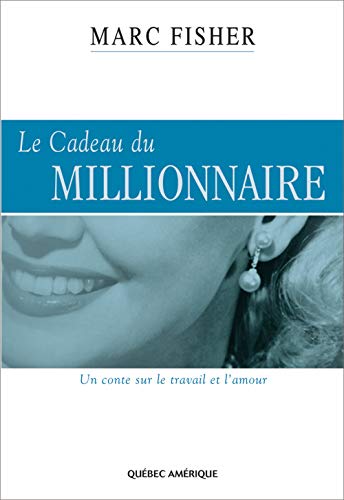 MARC FISHER
Le Cadeau du
MILLIONNAIRE
Un conte sur le travail et l'amour
QUÉBEC AMÉRIQUE